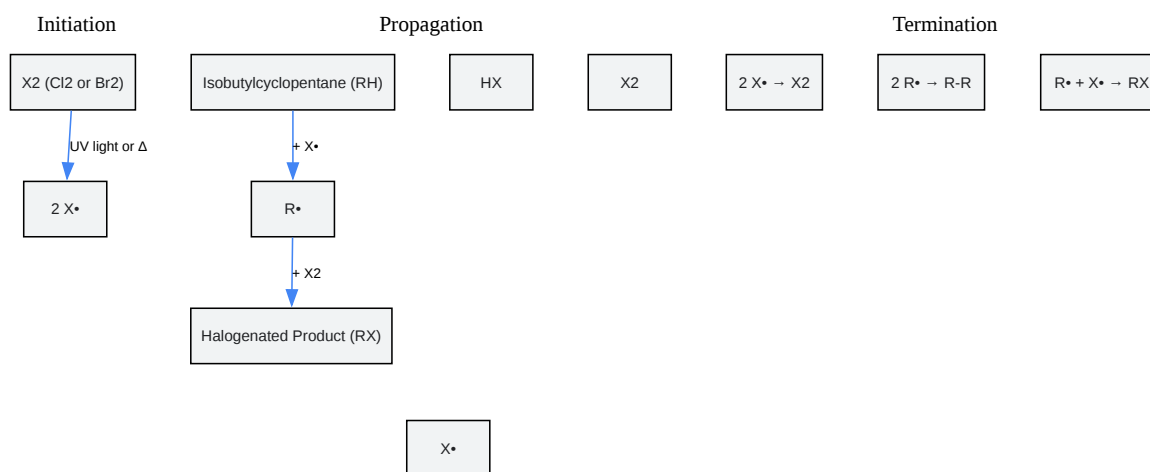 Initiation
Propagation
Termination
X2 (Cl2 or Br2)
Isobutylcyclopentane (RH)
HX
X2
2 X• → X2
2 R• → R-R
R• + X• → RX
UV light or Δ
+ X•
2 X•
R•
+ X2
Halogenated Product (RX)
X•